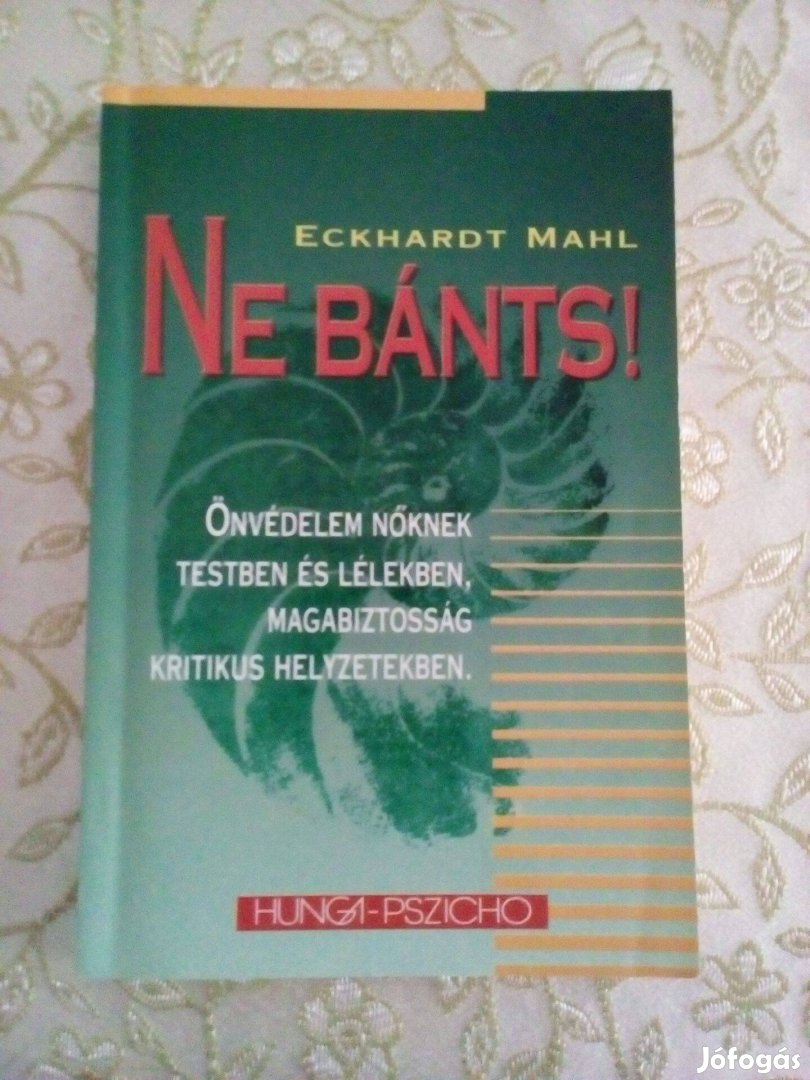 ECKHARDT MAHL
NE BÁNTS!
ÖNVÉDELEM NŐKNEK
TESTBEN ÉS LÉLEKBEN,
MAGABIZTOSSÁG
KRITIKUS HELYZETEKBEN.
HUNGA-PSZICHO
Jófogás